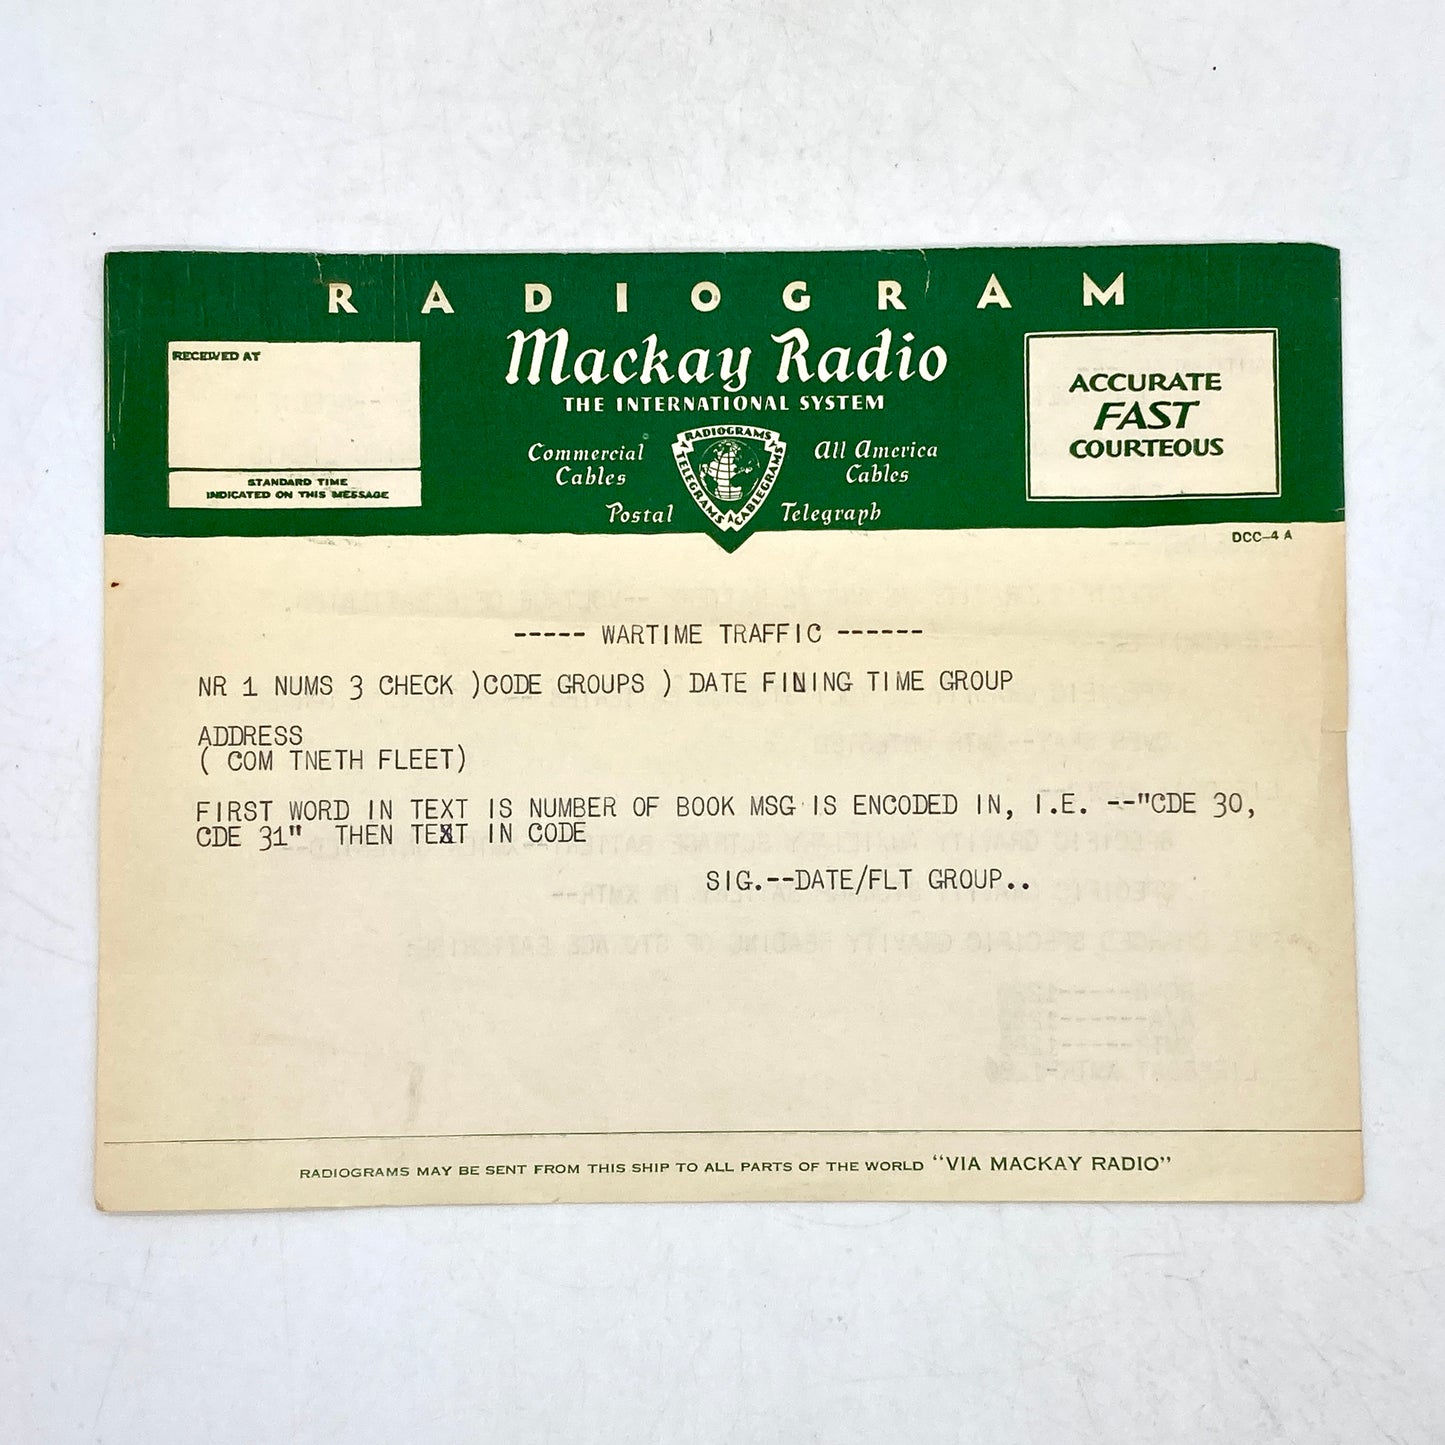 RADIOGRAM
RECEIVED AT
STANDARD TIME
INDICATED ON THIS MESSAGE
Mackay Radio
THE INTERNATIONAL SYSTEM
Commercial
Cables
All America
Cables
RADIOGRAMS
TELEGRAMS
CABLEGRAMS
Postal Telegraph
ACCURATE
FAST
COURTEOUS
DCC-4 A
----- WARTIME TRAFFIC ------
NR 1 NUMS 3 CHECK )CODE GROUPS ) DATE FINING TIME GROUP
ADDRESS
( COM TNETH FLEET)
FIRST WORD IN TEXT IS NUMBER OF BOOK MSG IS ENCODED IN, I.E. --"CDE 30,
CDE 31" THEN TEXT IN CODE
SIG.--DATE/FLT GROUP..
RADIOGRAMS MAY BE SENT FROM THIS SHIP TO ALL PARTS OF THE WORLD "VIA MACKAY RADIO"